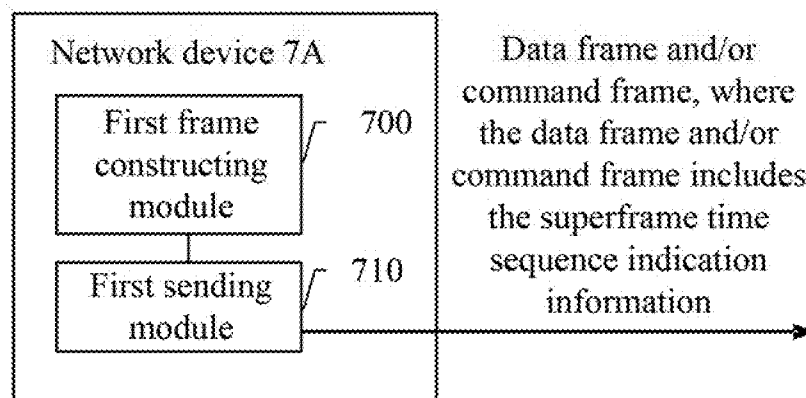 Network device 7A
First frame
constructing
module
700
First sending
module
710
Data frame and/or
command frame, where
the data frame and/or
command frame includes
the superframe time
sequence indication
information